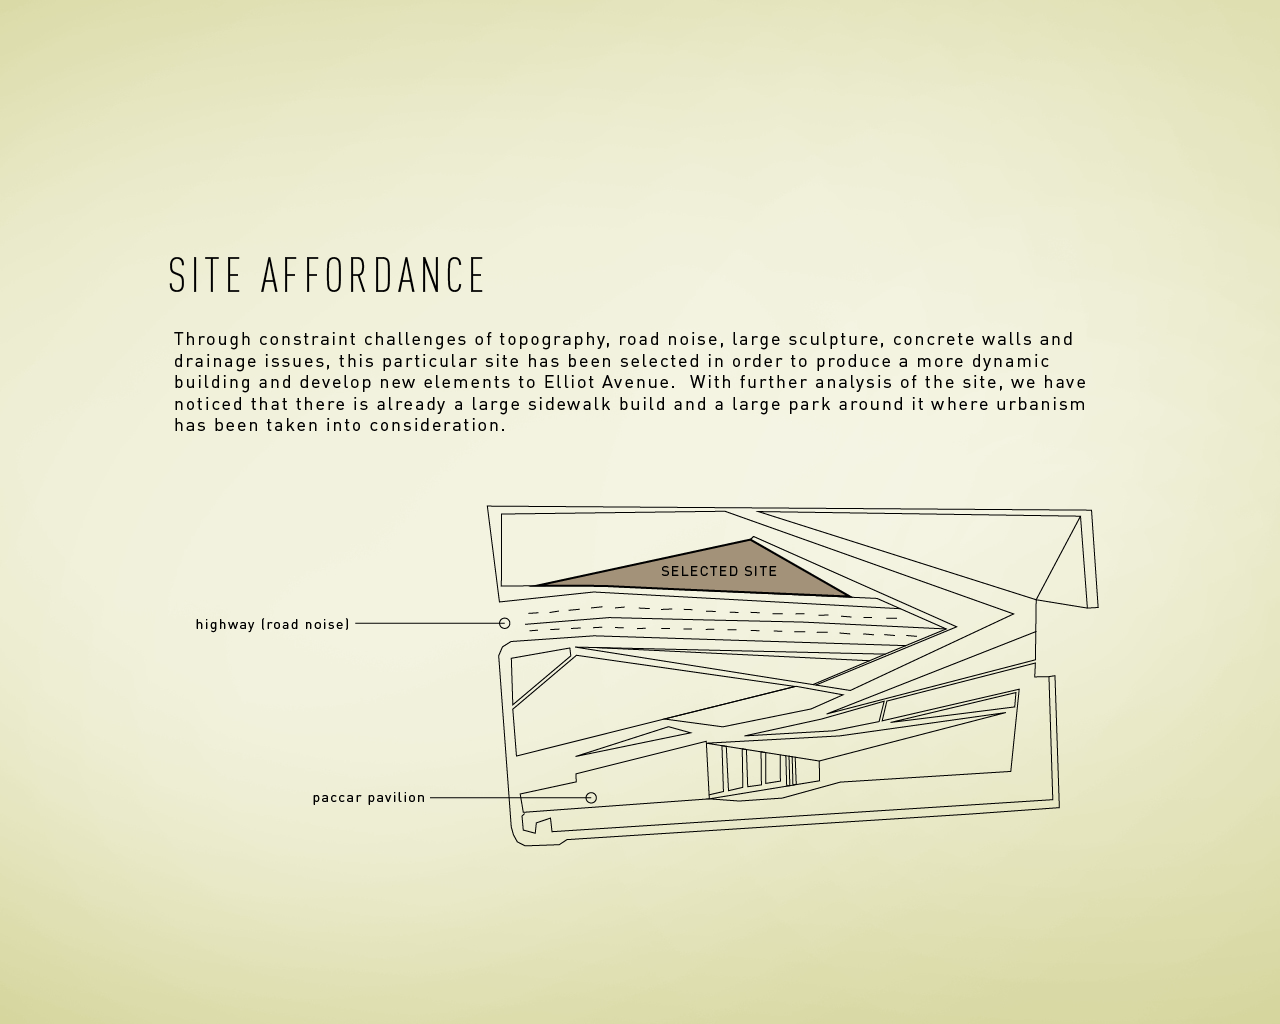 SITE AFFORDANCE
Through constraint challenges of topography, road noise, large sculpture, concrete walls and
drainage issues, this particular site has been selected in order to produce a more dynamic
building and develop new elements to Elliot Avenue.  With further analysis of the site, we have
noticed that there is already a large sidewalk build and a large park around it where urbanism
has been taken into consideration.
SELECTED SITE
highway (road noise)
paccar pavilion